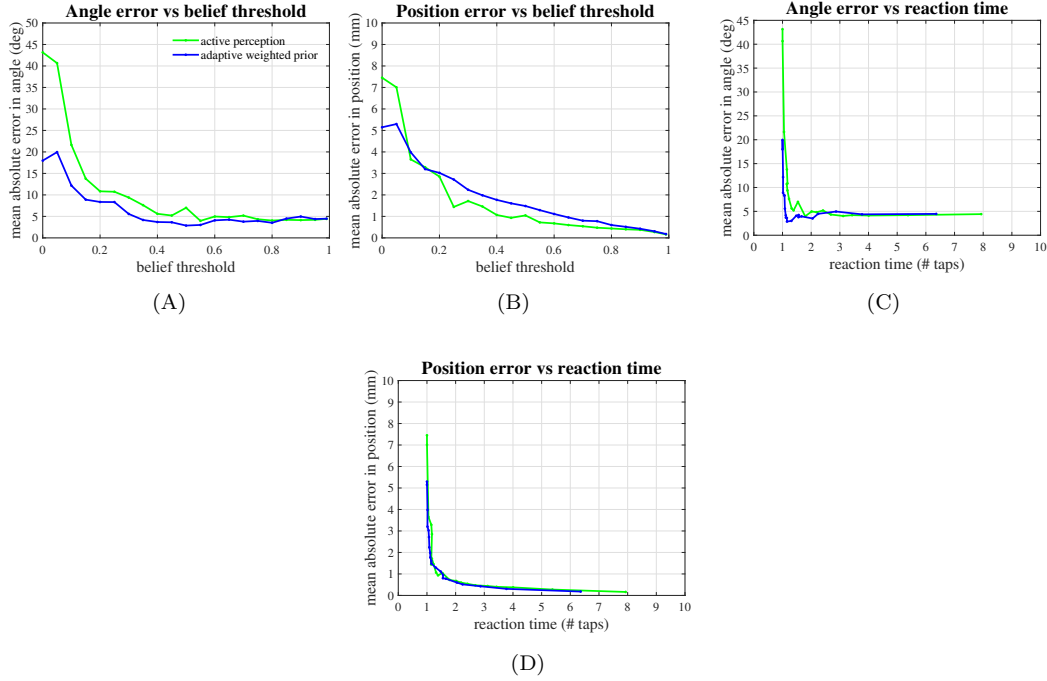 Angle error vs belief threshold
mean absolute error in angle (deg)
50
45
40
35
30
25
20
15
10
5
0
active perception
adaptive weighted prior
0 0.2 0.4 0.6 0.8 1
belief threshold
(A)
Position error vs belief threshold
mean absolute error in position (mm)
10
9
8
7
6
5
4
3
2
1
0
0 0.2 0.4 0.6 0.8 1
belief threshold
(B)
Angle error vs reaction time
mean absolute error in angle (deg)
45
40
35
30
25
20
15
10
5
0
0 1 2 3 4 5 6 7 8 9 10
reaction time (# taps)
(C)
Position error vs reaction time
mean absolute error in position (mm)
10
9
8
7
6
5
4
3
2
1
0
0 1 2 3 4 5 6 7 8 9 10
reaction time (# taps)
(D)